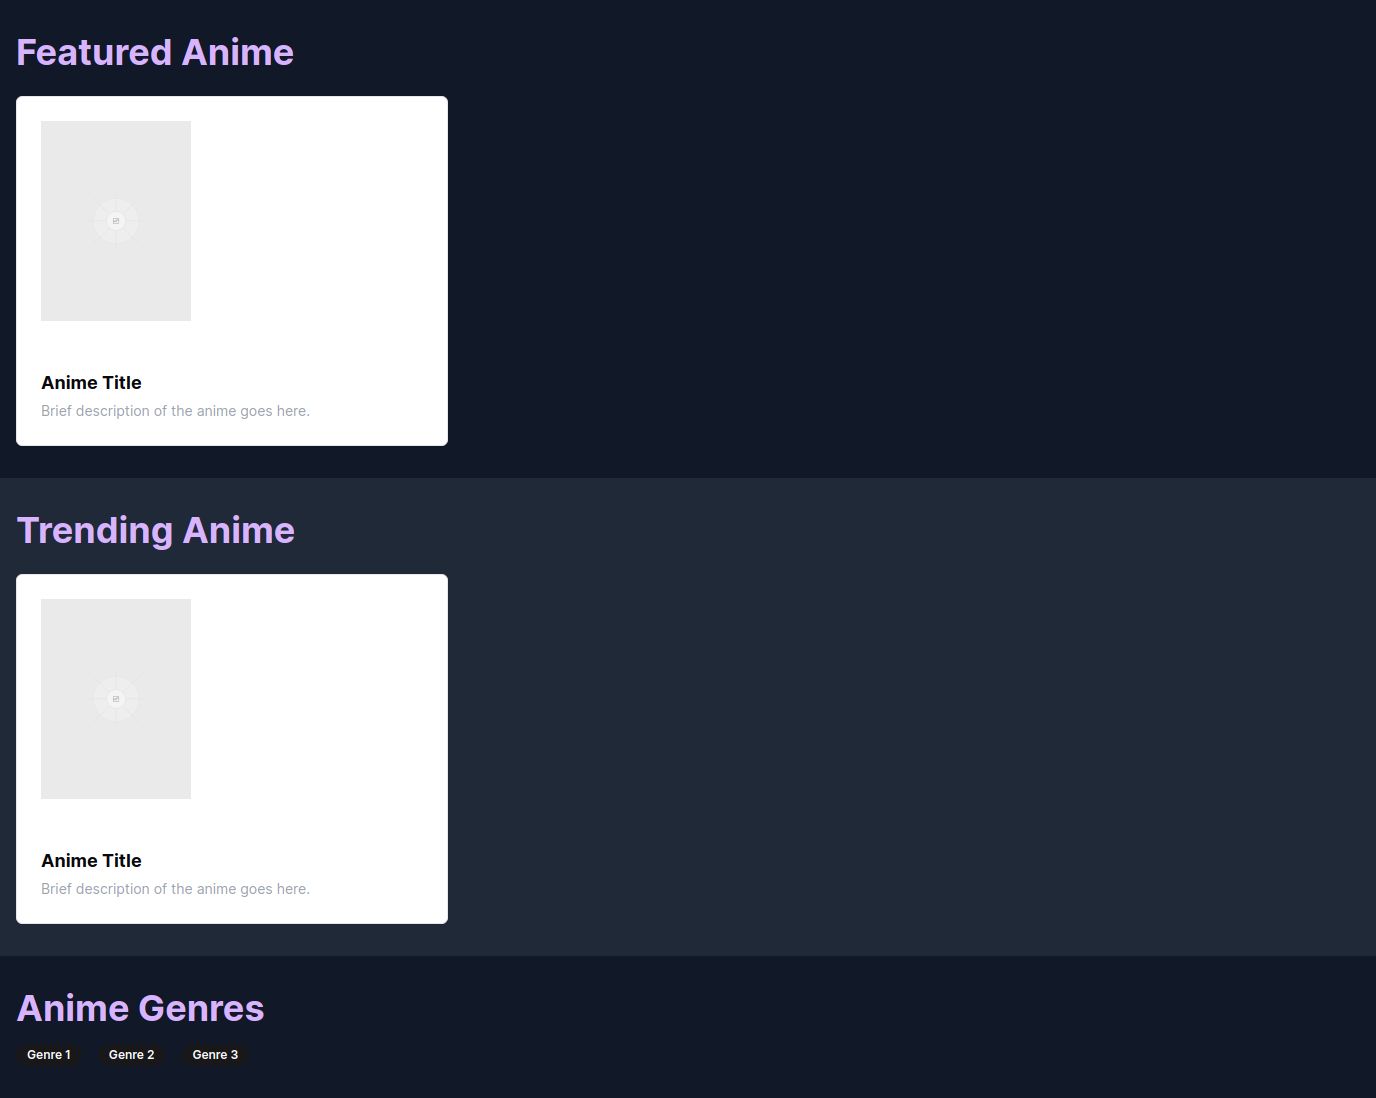 Featured Anime
Anime Title
Brief description of the anime goes here.
Trending Anime
Anime Title
Brief description of the anime goes here.
Anime Genres
Genre 1 Genre 2 Genre 3